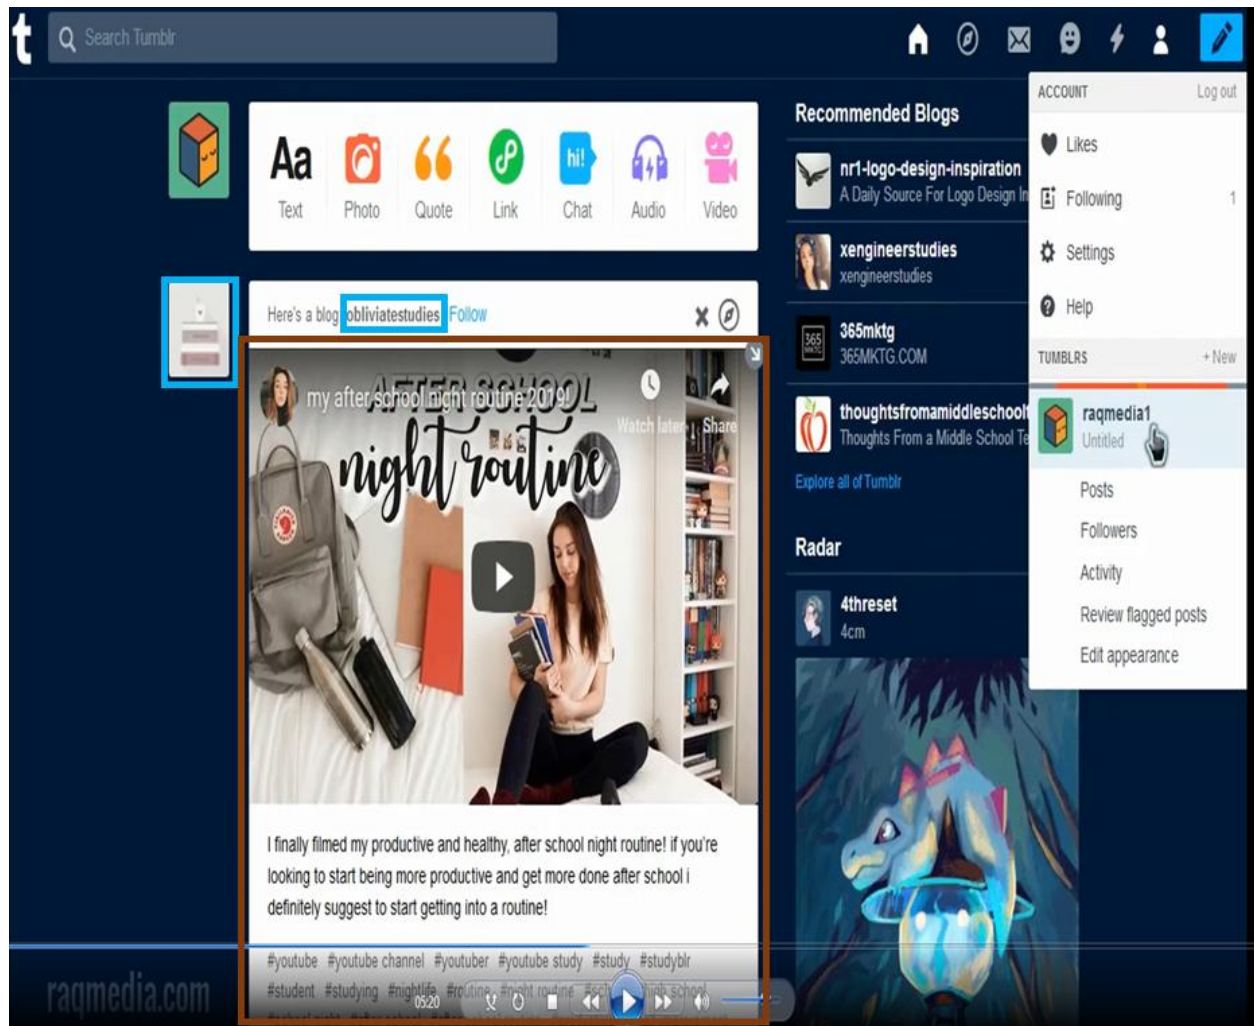 t
Search Tumblr
ACCOUNT Log out
Likes
Following 1
Settings
Help
TUMBLRS + New
raqmedia1
Untitled
Posts
Followers
Activity
Review flagged posts
Edit appearance
Aa
hi!
Text Photo Quote Link Chat Audio Video
Here's a blog: obliviatestudies Follow
my after school night routine 2019!
AFTER SCHOOL
night routine
Watch later Share
I finally filmed my productive and healthy, after school night routine! if you're
looking to start being more productive and get more done after school i
definitely suggest to start getting into a routine!
#youtube #youtube channel #youtuber #youtube study #study #studyblr
#student #studying #nightlife #routine #night routine school
05:20
raqmedia.com
Recommended Blogs
nr1-logo-design-inspiration
A Daily Source For Logo Design In
xengineerstudies
xengineerstudies
365
365mktg
365MKTG.COM
thoughtsfromamiddleschoolt
Thoughts From a Middle School Te
Explore all of Tumblr
Radar
4threset
4cm